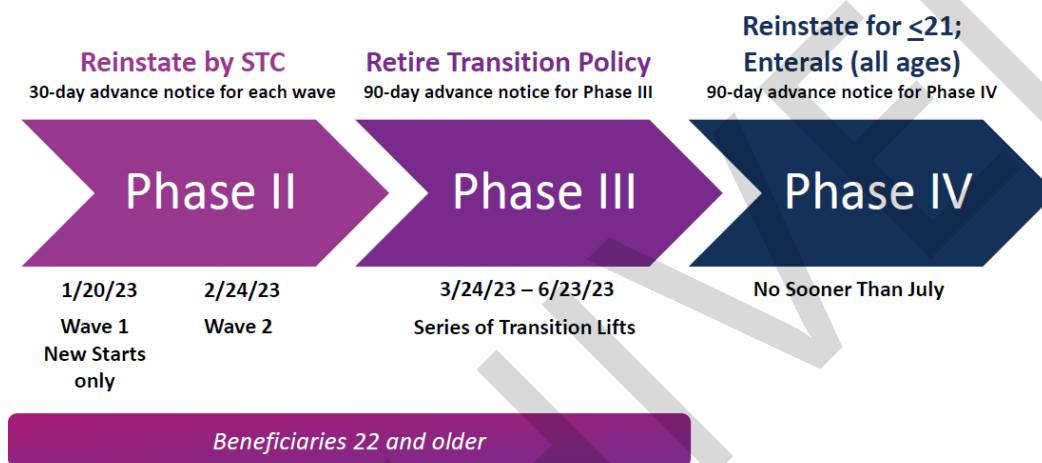 Reinstate by STC
30-day advance notice for each wave
Retire Transition Policy
90-day advance notice for Phase III
Reinstate for <21;
Enterals (all ages)
90-day advance notice for Phase IV
Phase II
Phase III
Phase IV
1/20/23
Wave 1
New Starts
only
2/24/23
Wave 2
3/24/23 – 6/23/23
Series of Transition Lifts
No Sooner Than July
Beneficiaries 22 and older